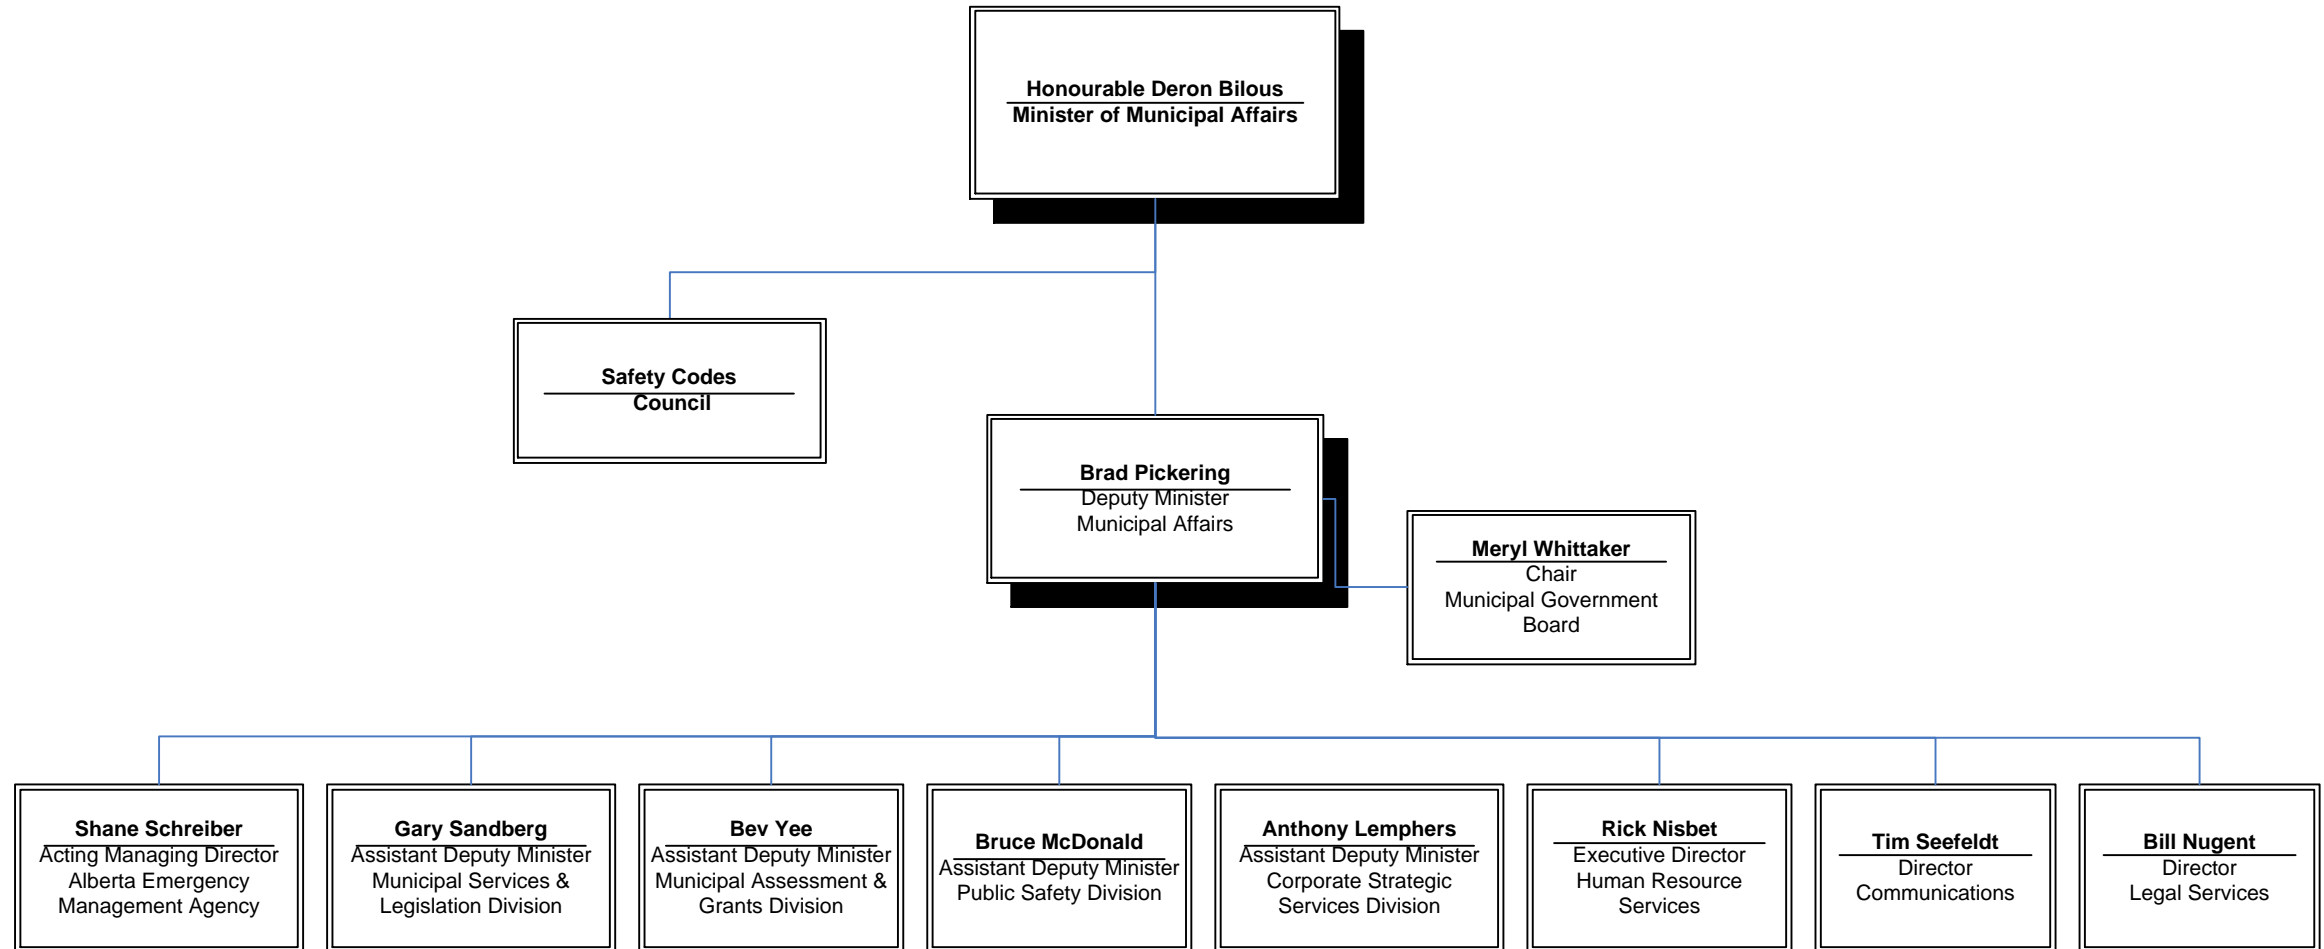 Honourable Deron Bilous
Minister of Municipal Affairs
Safety Codes
Council
Brad Pickering
Deputy Minister
Municipal Affairs
Meryl Whittaker
Chair
Municipal Government
Board
Shane Schreiber
Acting Managing Director
Alberta Emergency
Management Agency
Gary Sandberg
Assistant Deputy Minister
Municipal Services &
Legislation Division
Bev Yee
Assistant Deputy Minister
Municipal Assessment &
Grants Division
Bruce McDonald
Assistant Deputy Minister
Public Safety Division
Anthony Lemphers
Assistant Deputy Minister
Corporate Strategic
Services Division
Rick Nisbet
Executive Director
Human Resource
Services
Tim Seefeldt
Director
Communications
Bill Nugent
Director
Legal Services